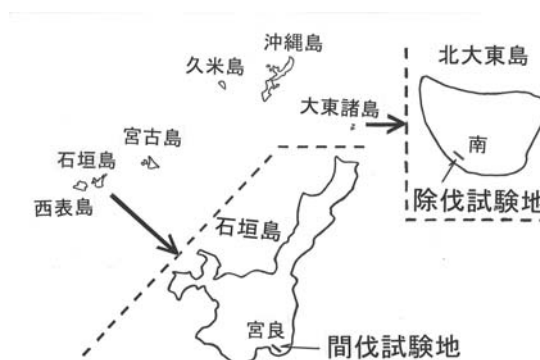 沖縄島
久米島
北大東島
大東諸島
南
宮古島
石垣島
除伐試験地
西表島
石垣島
宮良
間伐試験地